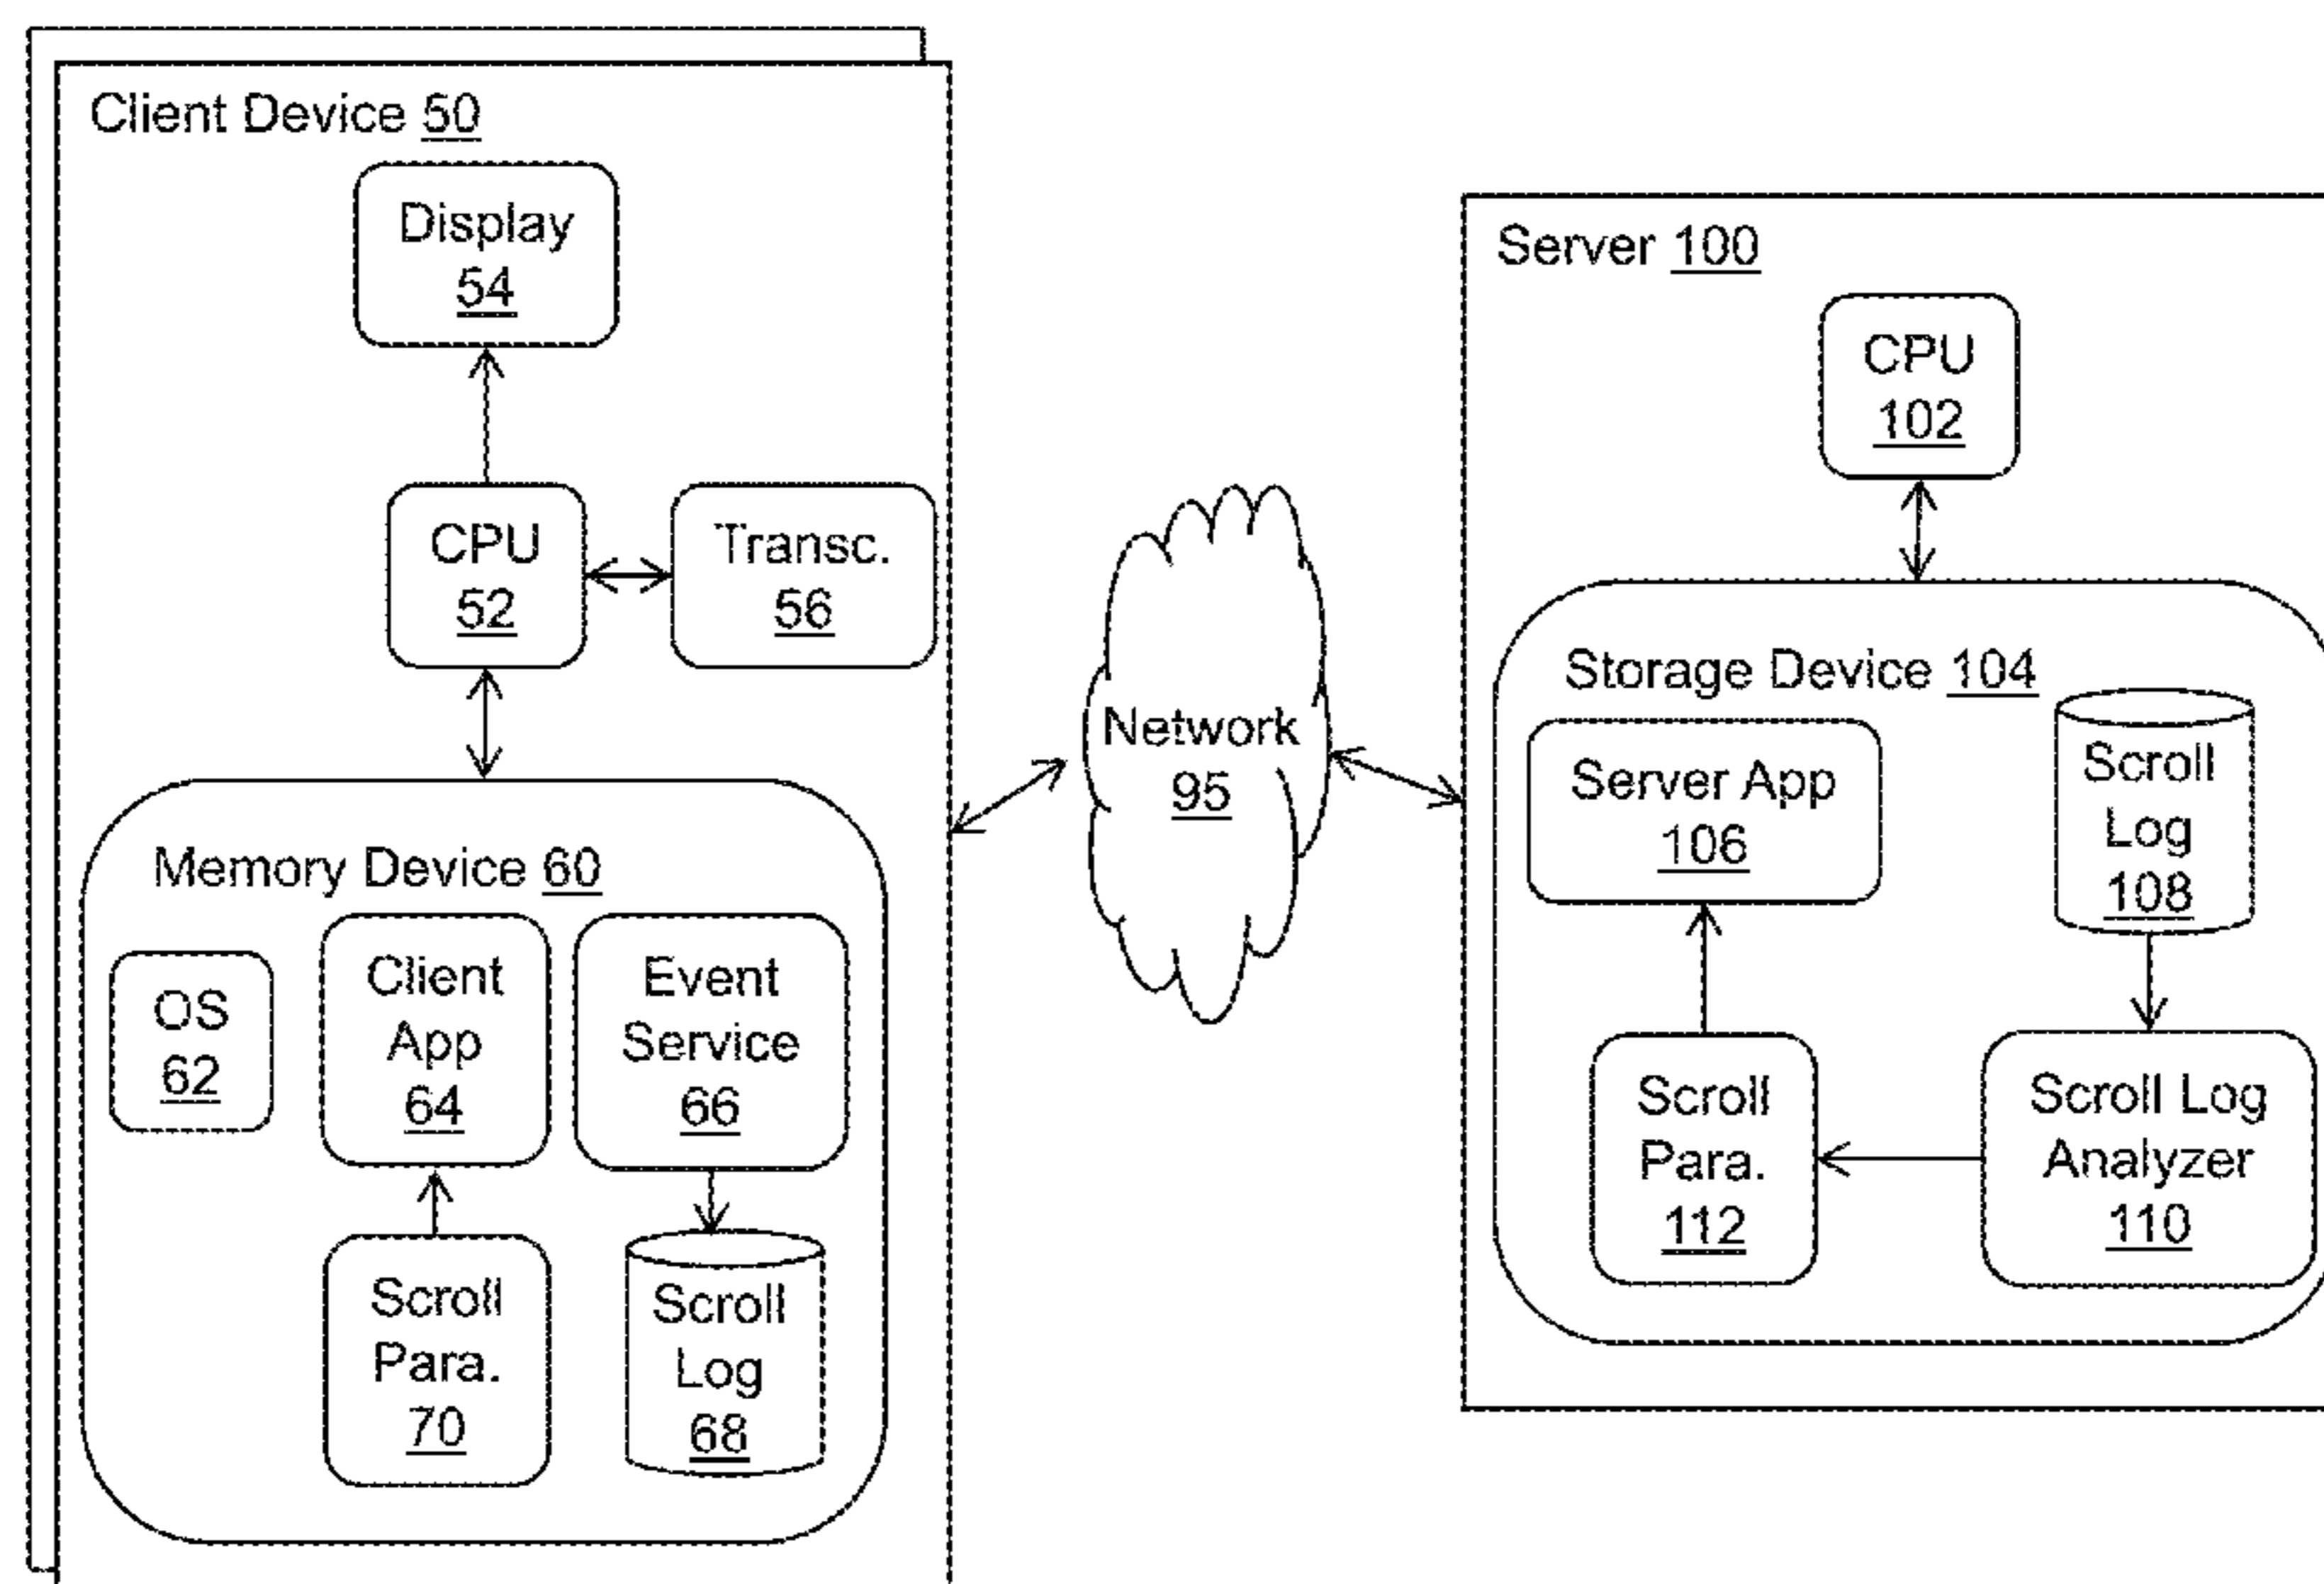 Client Device 50
Display
54
CPU
52
Transc.
56
Memory Device 60
OS
62
Client
App
64
Event
Service
66
Scroll
Para.
70
Scroll
Log
68
Network
95
Server 100
CPU
102
Storage Device 104
Server App
106
Scroll
Log
108
Scroll
Para.
112
Scroll Log
Analyzer
110